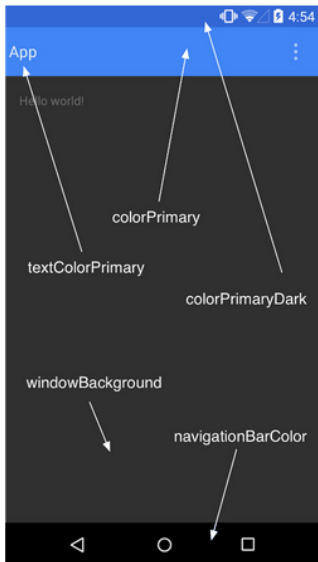 4:54
App
Hello world!
colorPrimary
textColorPrimary
colorPrimaryDark
windowBackground
navigationBarColor